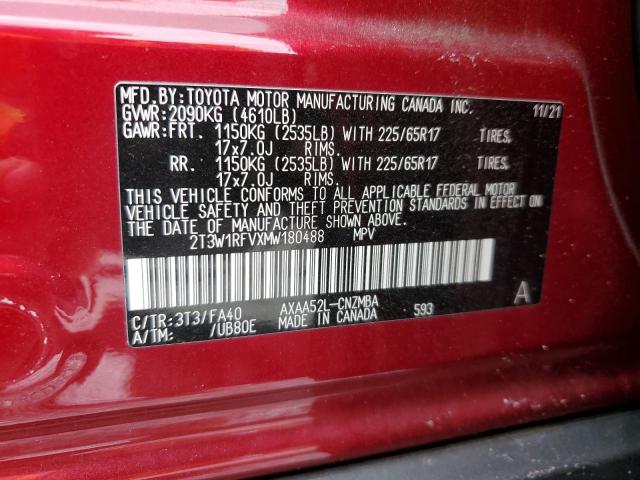 MFD.BY:TOYOTA MOTOR MANUFACTURING CANADA INC. 11/21
GVWR:2090KG (4610LB)
GAWR:FRT. 1150KG (2535LB) WITH 225/65R17 TIRES,
17x7.0J RIMS.
RR. 1150KG (2535LB) WITH 225/65R17 TIRES,
17x7.0J RIMS.
THIS VEHICLE CONFORMS TO ALL APPLICABLE FEDERAL MOTOR
VEHICLE SAFETY AND THEFT PREVENTION STANDARDS IN EFFECT ON
THE DATE OF MANUFACTURE SHOWN ABOVE.
2T3W1RFVXMW180488 MPV
C/TR:3T3/FA40 AXAA52L-CNZMBA 593 A
A/TM: /UB80E MADE IN CANADA